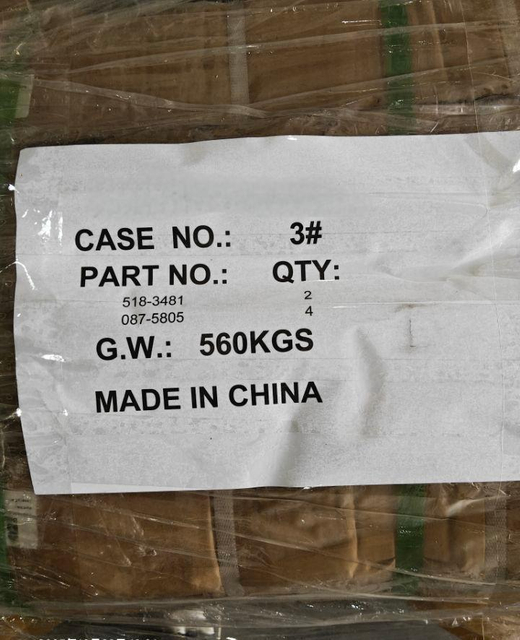 CASE NO.: 3#
PART NO.: QTY:
518-3481 2
087-5805 4
G.W.: 560KGS
MADE IN CHINA